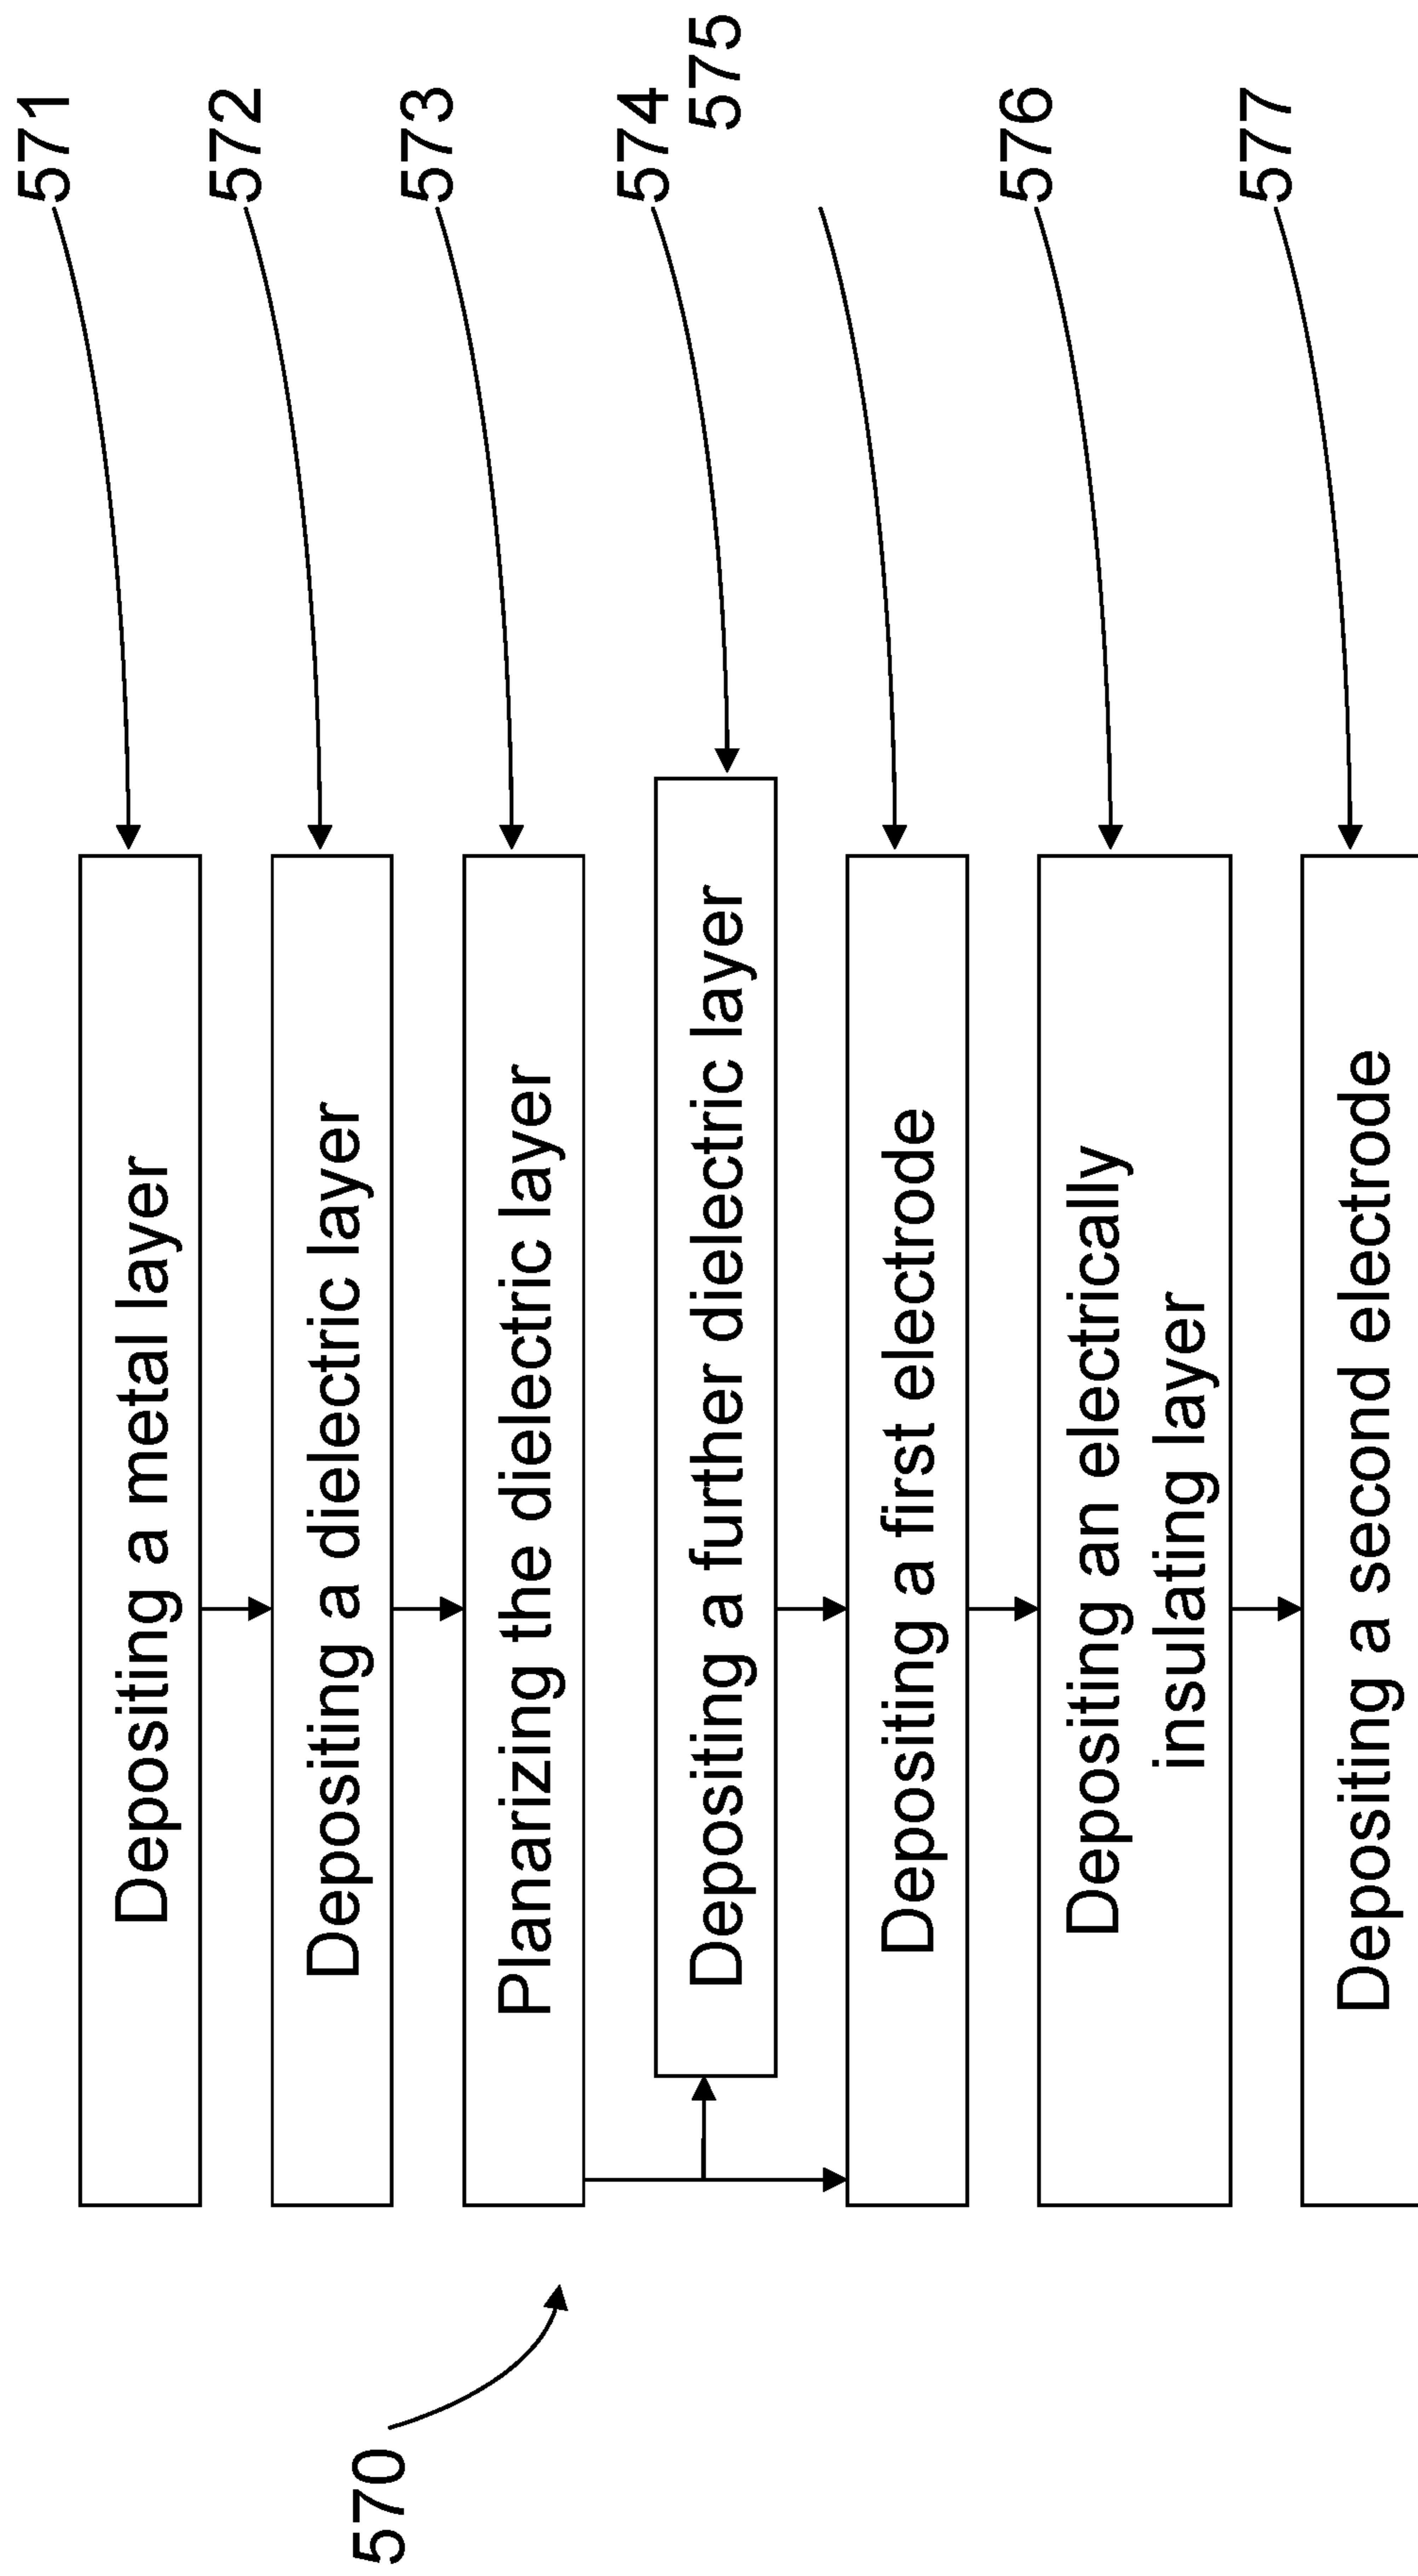 570
Depositing a metal layer
571
Depositing a dielectric layer
572
Planarizing the dielectric layer
573
Depositing a further dielectric layer
574
Depositing a first electrode
575
Depositing an electrically
insulating layer
576
Depositing a second electrode
577